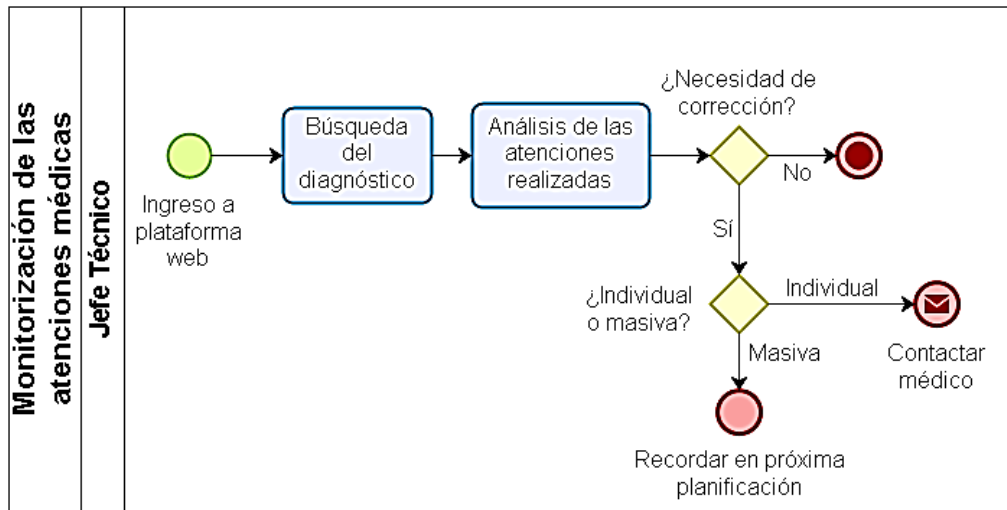 Monitorización de las
atenciones médicas
Jefe Técnico
Ingreso a
plataforma
web
Búsqueda
del
diagnóstico
Análisis de las
atenciones
realizadas
¿Necesidad de
corrección?
No
Sí
¿Individual
o masiva?
Individual
Contactar
médico
Masiva
Recordar en próxima
planificación